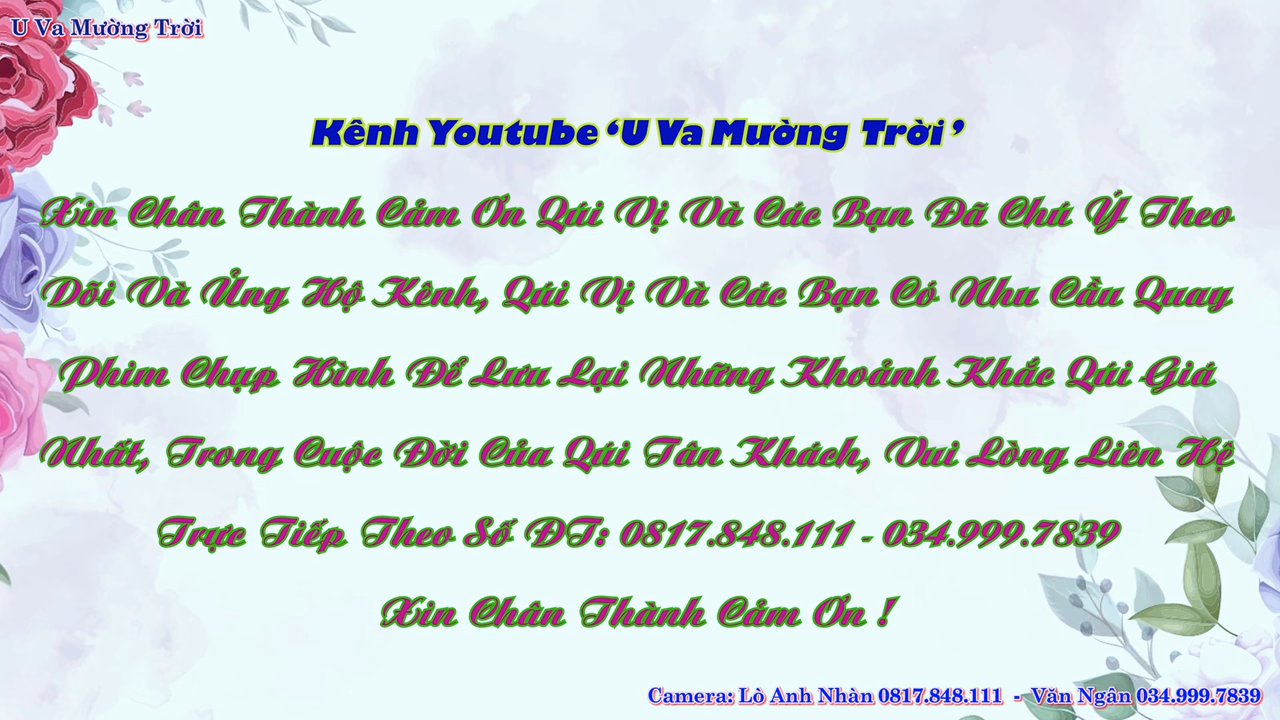 U Va Mường Trời
Kênh Youtube ‘U Va Mường Trời’
Xin Chân Thành Cảm Ơn Qúi Vị Và Các Bạn Đã Chú Ý Theo
Dõi Và Ủng Hộ Kênh, Qúi Vị Và Các Bạn Có Nhu Cầu Quay
Phim Chụp Hình Để Lưu Lại Những Khoảnh Khắc Qúi Giá
Nhất, Trong Cuộc Đời Của Qúi Tân Khách, Vui Lòng Liên Hệ
Trực Tiếp Theo Số ĐT: 0817.848.111 - 034.999.7839
Xin Chân Thành Cảm Ơn !
Camera: Lò Anh Nhàn 0817.848.111 - Văn Ngân 034.999.7839